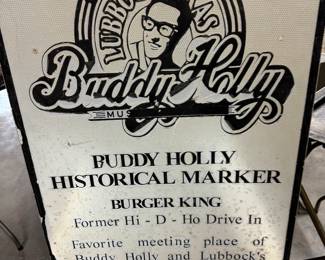 LUBBO AS
Buddy Holly
MUS
BUDDY HOLLY
HISTORICAL MARKER
BURGER KING
Former Hi - D - Ho Drive In
Favorite meeting place of
Buddy Holly and Lubbock's